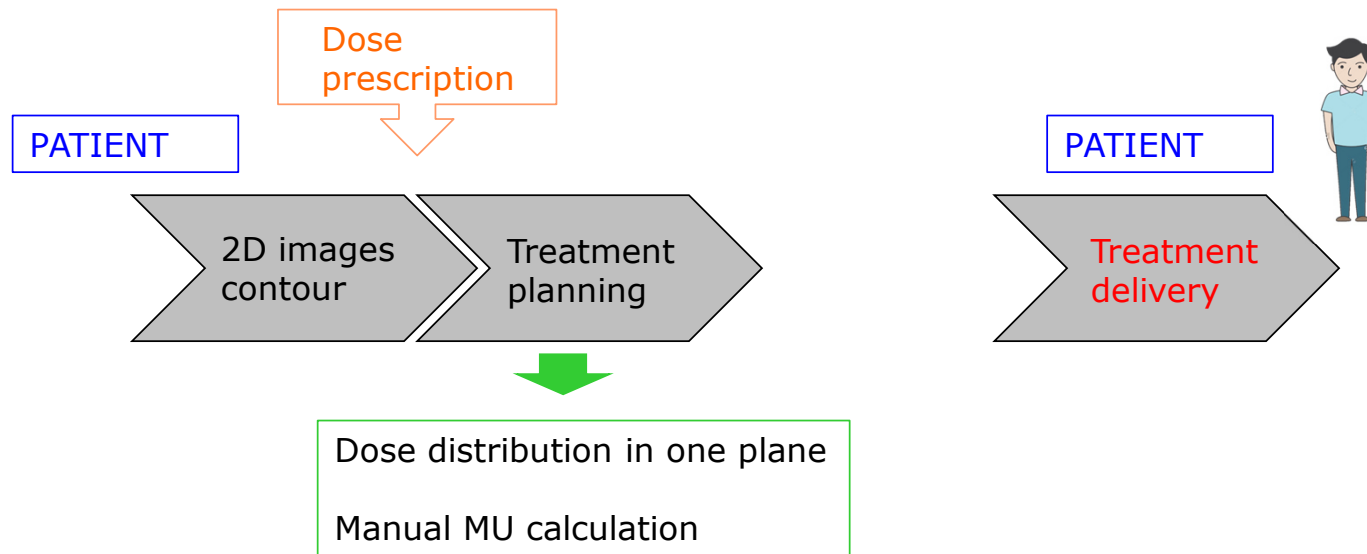 Dose
prescription
PATIENT
PATIENT
2D images
contour
Treatment
planning
Treatment
delivery
Dose distribution in one plane
Manual MU calculation